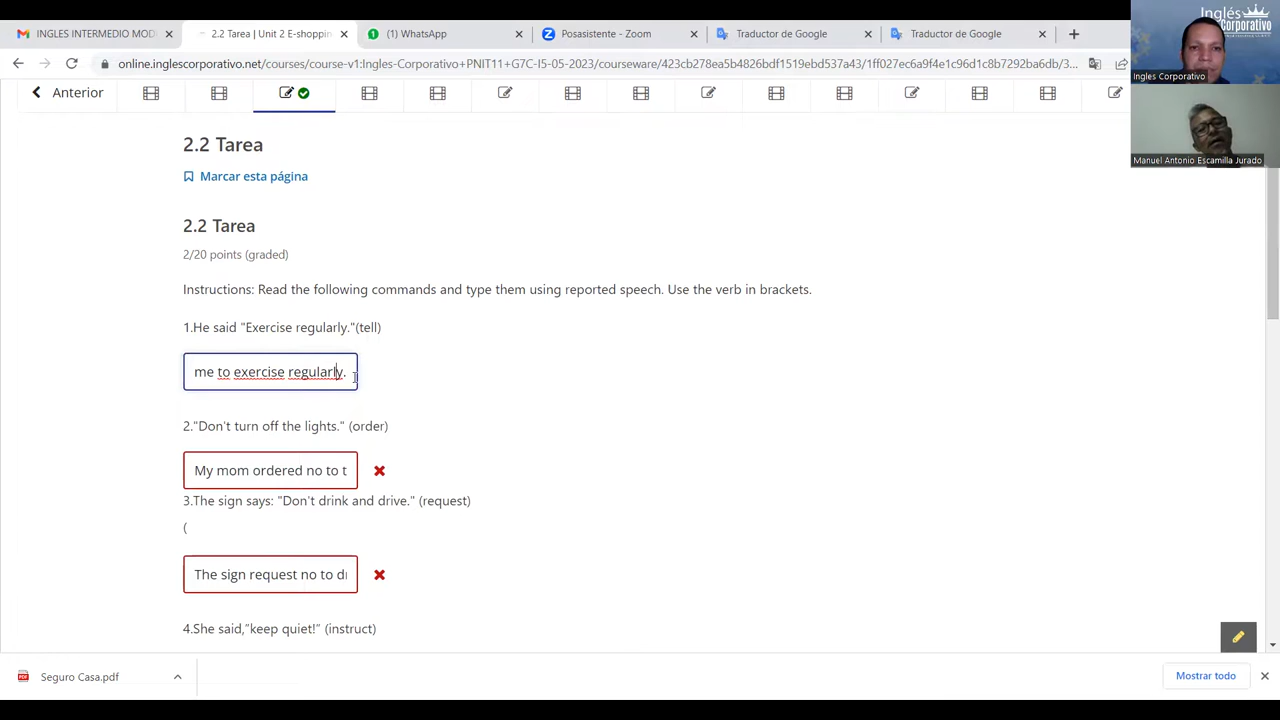 INGLES INTERMEDIO MOD
2.2 Tarea | Unit 2 E-shoppin
(1) WhatsApp
Posasistente - Zoom
Traductor de Google
Traductor de Google
online.inglescorporativo.net/courses/course-v1:Ingles-Corporativo+PNIT11+G7C-I5-05-2023/courseware/423cb278ea5b4826bdf1519ebd537a43/1ff027ec6a9f4e1c96d1c8b7292ba6db/3...
Inglés
Corporativo
Ingles Corporativo
Manuel Antonio Escamilla Jurado
Anterior
2.2 Tarea
Marcar esta página
2.2 Tarea
2/20 points (graded)
Instructions: Read the following commands and type them using reported speech. Use the verb in brackets.
1.He said "Exercise regularly."(tell)
me to exercise regularly.
2."Don't turn off the lights." (order)
My mom ordered no to t
3.The sign says: "Don't drink and drive." (request)
(
The sign request no to d
4.She said,”keep quiet!” (instruct)
Seguro Casa.pdf
Mostrar todo